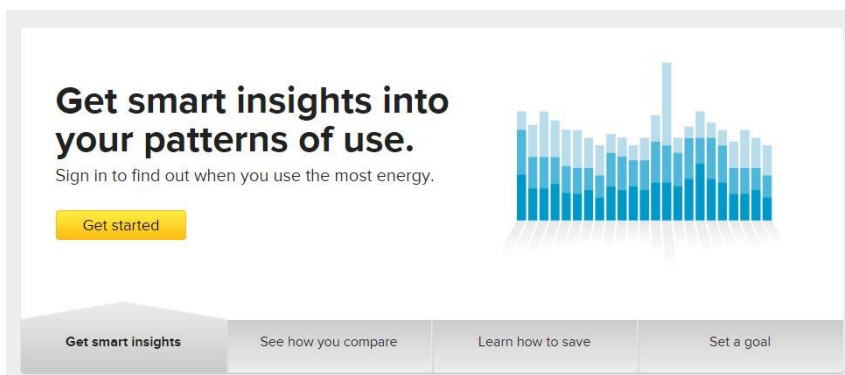 Get smart insights into
your patterns of use.
Sign in to find out when you use the most energy.
Get started
Get smart insights
See how you compare
Learn how to save
Set a goal